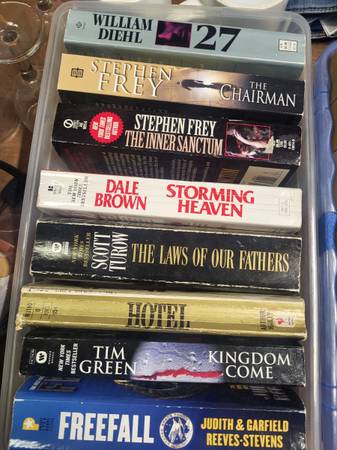 WILLIAM
DIEHL
27
STEPHEN
FREY
THE
CHAIRMAN
STEPHEN FREY
THE INNER SANCTUM
DALE
BROWN
STORMING
HEAVEN
SCOTT
TUROW
THE LAWS OF OUR FATHERS
HOTEL
NEW YORK
TIMES
BESTSELLER
TIM
GREEN
KINGDOM
COME
FREEFALL
JUDITH & GARFIELD
REEVES-STEVENS